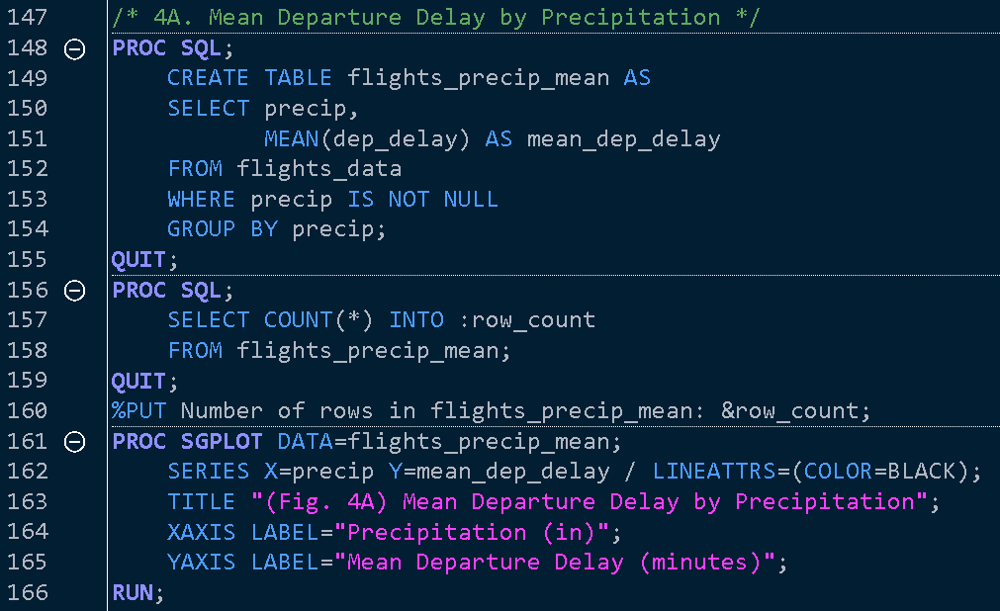 147 /* 4A. Mean Departure Delay by Precipitation */
148 PROC SQL;
149 CREATE TABLE flights_precip_mean AS
150 SELECT precip,
151 MEAN(dep_delay) AS mean_dep_delay
152 FROM flights_data
153 WHERE precip IS NOT NULL
154 GROUP BY precip;
155 QUIT;
156 PROC SQL;
157 SELECT COUNT(*) INTO :row_count
158 FROM flights_precip_mean;
159 QUIT;
160 %PUT Number of rows in flights_precip_mean: &row_count;
161 PROC SGPLOT DATA=flights_precip_mean;
162 SERIES X=precip Y=mean_dep_delay / LINEATTRS=(COLOR=BLACK);
163 TITLE "(Fig. 4A) Mean Departure Delay by Precipitation";
164 XAXIS LABEL="Precipitation (in)";
165 YAXIS LABEL="Mean Departure Delay (minutes)";
166 RUN;